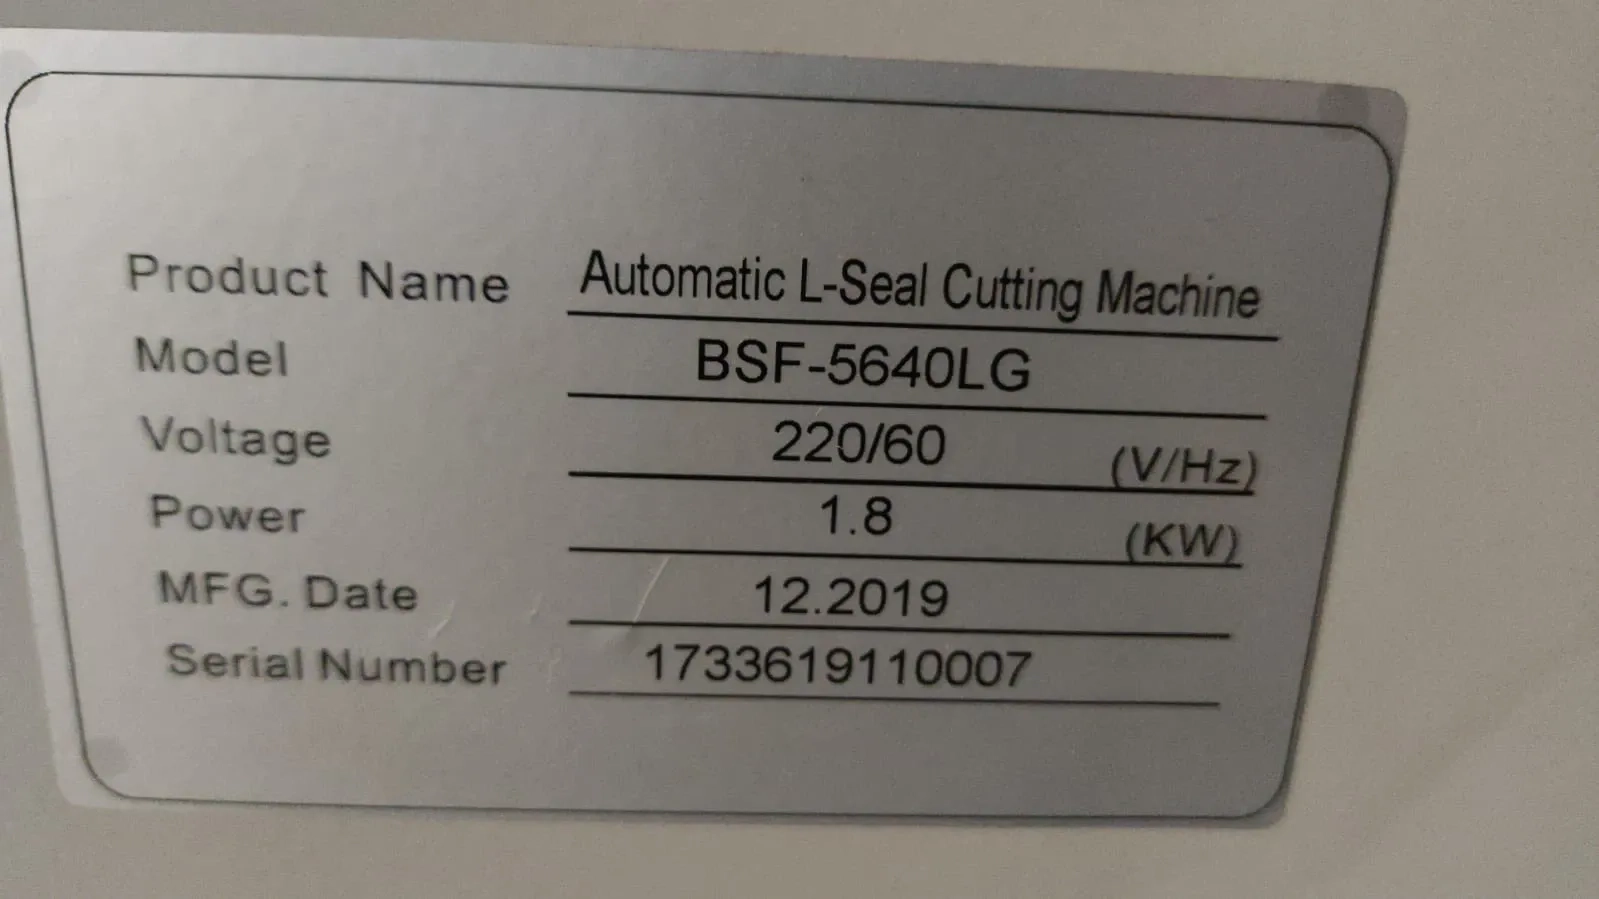 Product Name Automatic L-Seal Cutting Machine
Model BSF-5640LG
Voltage 220/60 (V/Hz)
Power 1.8 (KW)
MFG. Date 12.2019
Serial Number 1733619110007